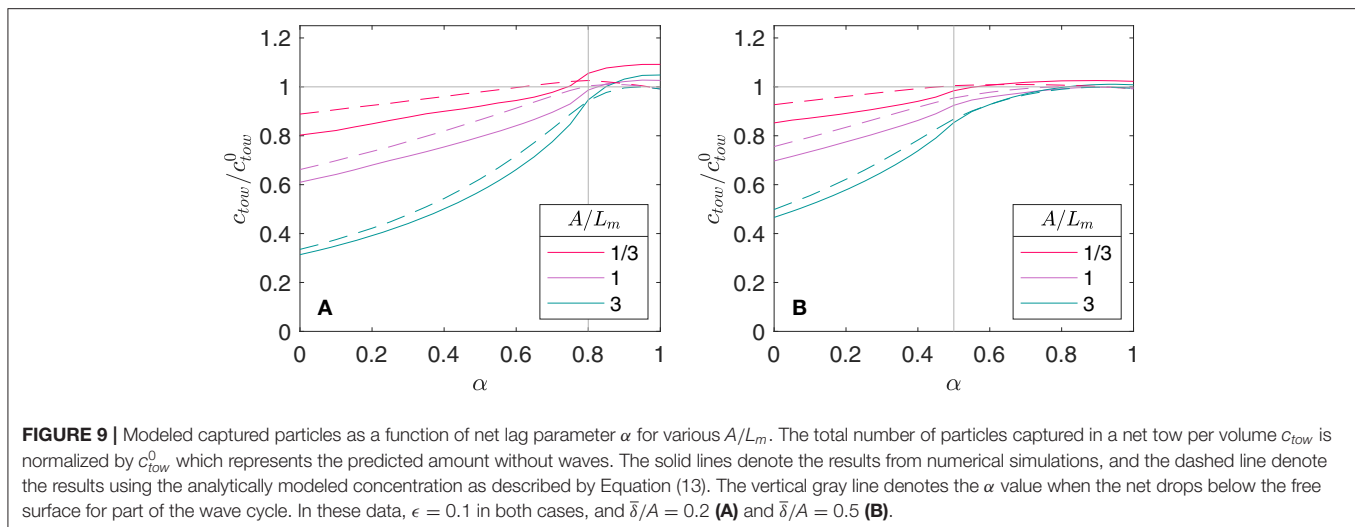 1.2
1
0.8
0.6
0.4
0.2
0
c_tow/c^0_tow
A
A/L_m
1/3
1
3
0 0.2 0.4 0.6 0.8 1
α
1.2
1
0.8
0.6
0.4
0.2
0
c_tow/c^0_tow
B
A/L_m
1/3
1
3
0 0.2 0.4 0.6 0.8 1
α
FIGURE 9 | Modeled captured particles as a function of net lag parameter α for various A/L_m. The total number of particles captured in a net tow per volume c_tow is
normalized by c^0_tow which represents the predicted amount without waves. The solid lines denote the results from numerical simulations, and the dashed line denote
the results using the analytically modeled concentration as described by Equation (13). The vertical gray line denotes the α value when the net drops below the free
surface for part of the wave cycle. In these data, ϵ = 0.1 in both cases, and δ̅/A = 0.2 (A) and δ̅/A = 0.5 (B).